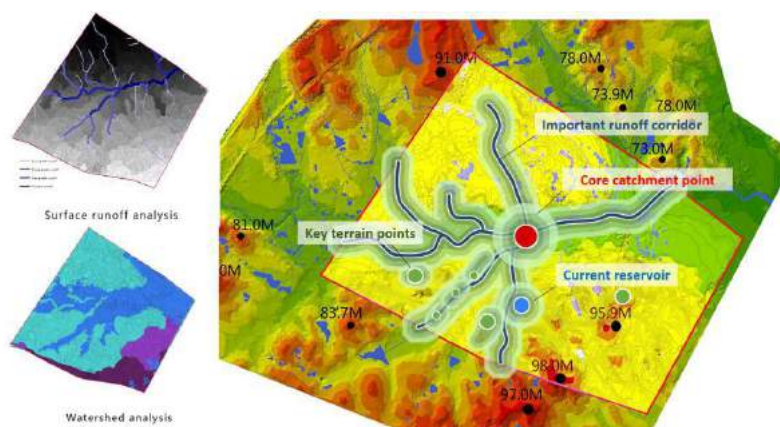 Surface runoff analysis
Watershed analysis
91.0M
78.0M
73.9M
78.0M
Important runoff corridor
73.0M
Core catchment point
81.0M
Key terrain points
0M
Current reservoir
83.7M
95.9M
98.0M
97.0M